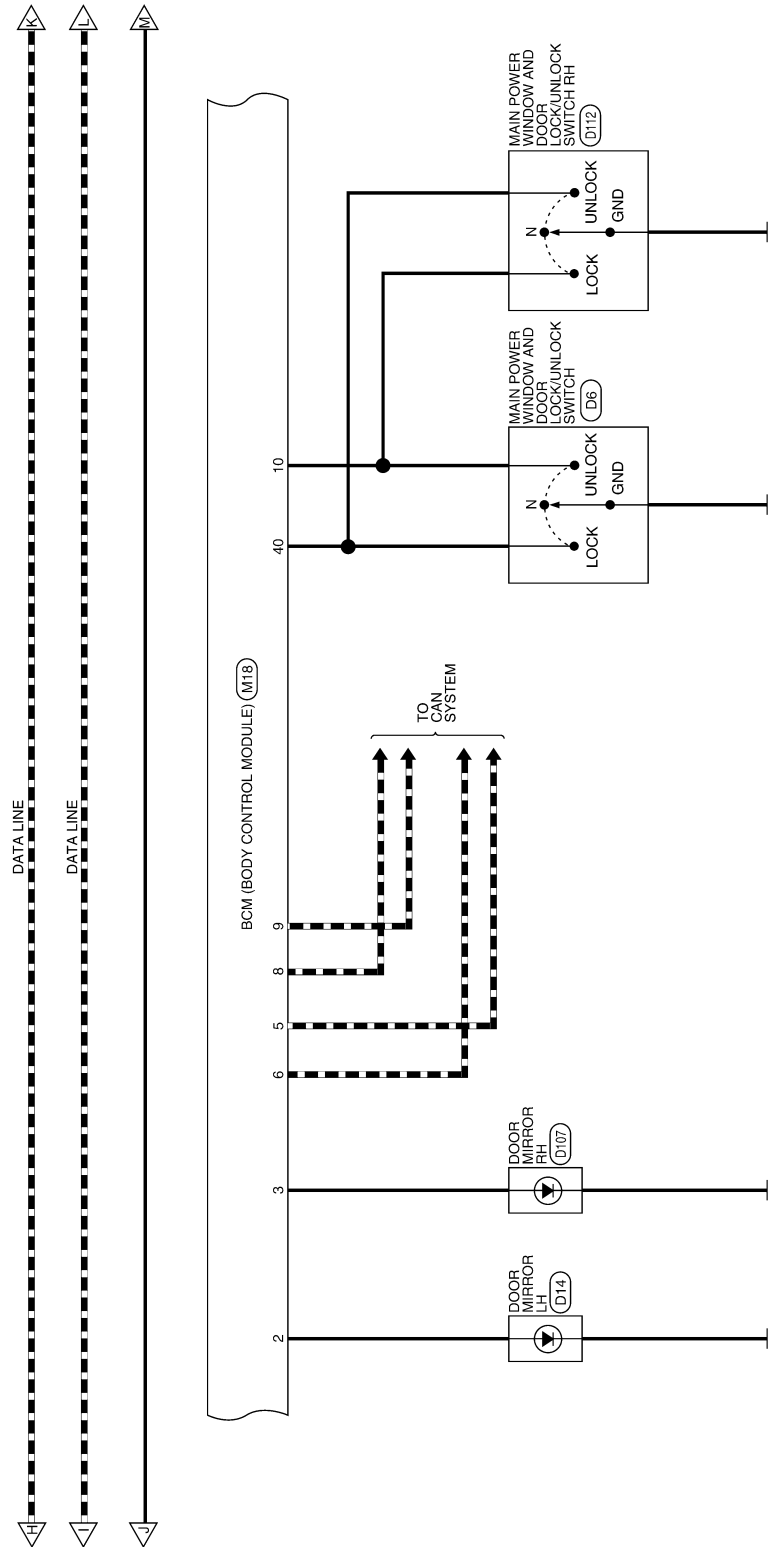 H
DATA LINE
K
I
DATA LINE
L
J
M
BCM (BODY CONTROL MODULE)
M18
2
3
6
5
8
9
40
10
TO
CAN
SYSTEM
DOOR
MIRROR
LH
D14
DOOR
MIRROR
RH
D107
MAIN POWER
WINDOW AND
DOOR
LOCK/UNLOCK
SWITCH
D6
N
LOCK
UNLOCK
GND
MAIN POWER
WINDOW AND
DOOR
LOCK/UNLOCK
SWITCH RH
D112
N
LOCK
UNLOCK
GND